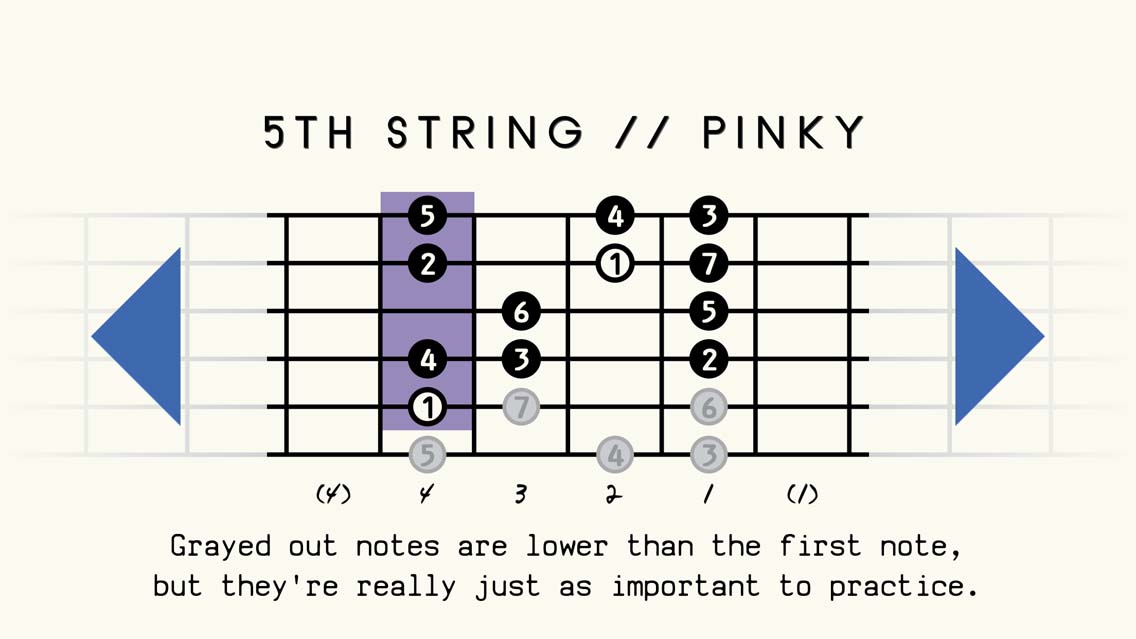 5TH STRING // PINKY
5 4 3
2 1 7
6 5
4 3 2
1 7 6
5 4 3
(4) 4 3 2 1 (1)
Grayed out notes are lower than the first note,
but they're really just as important to practice.